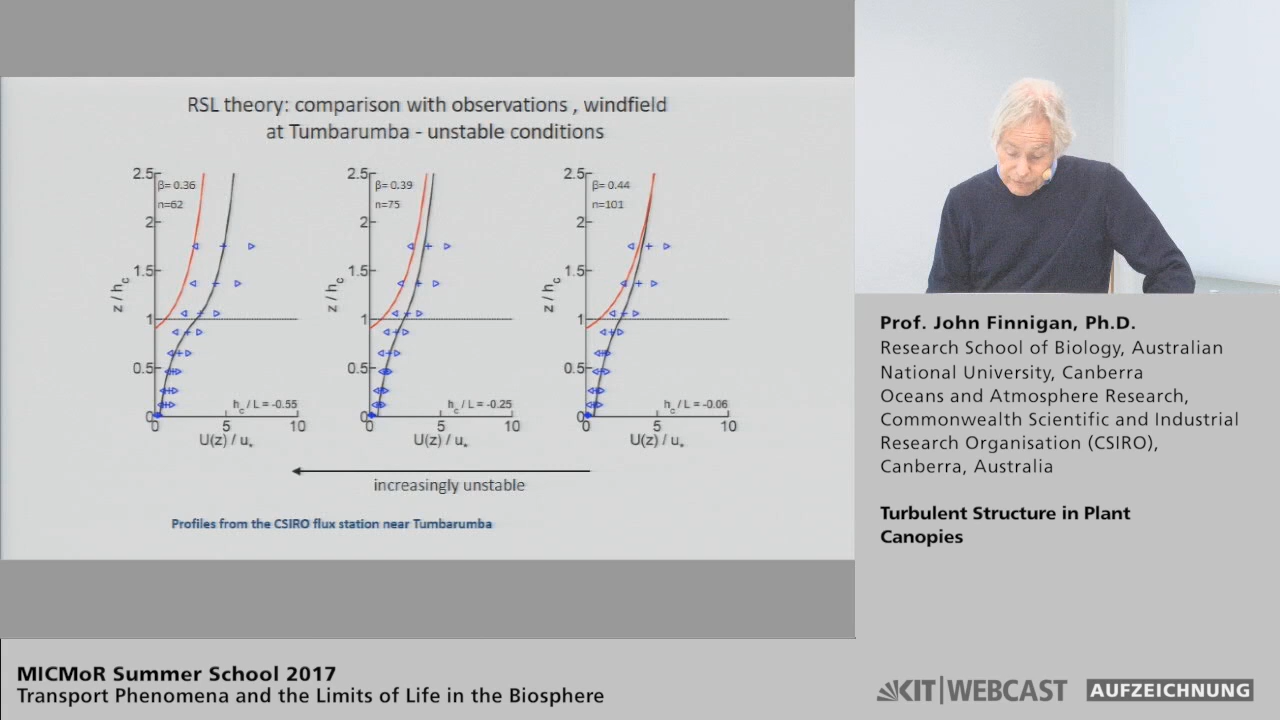 RSL theory: comparison with observations , windfield
at Tumbarumba - unstable conditions
2.5
2
1.5
1
0.5
0
z / hc
β= 0.36
n=62
hc / L = -0.55
0 5 10
U(z) / u*
2.5
2
1.5
1
0.5
0
z / hc
β= 0.39
n=75
hc / L = -0.25
0 5 10
U(z) / u*
2.5
2
1.5
1
0.5
0
z / hc
β= 0.44
n=101
hc / L = -0.06
0 5 10
U(z) / u*
increasingly unstable
Profiles from the CSIRO flux station near Tumbarumba
Prof. John Finnigan, Ph.D.
Research School of Biology, Australian
National University, Canberra
Oceans and Atmosphere Research,
Commonwealth Scientific and Industrial
Research Organisation (CSIRO),
Canberra, Australia
Turbulent Structure in Plant
Canopies
MICMoR Summer School 2017
Transport Phenomena and the Limits of Life in the Biosphere
KIT|WEBCAST
AUFZEICHNUNG